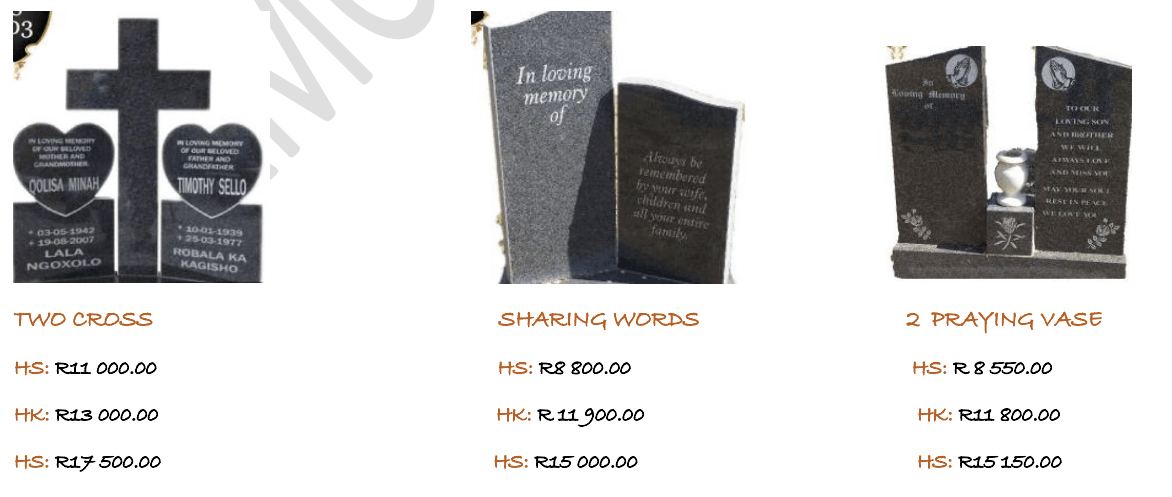 D3
IN LOVING MEMORY
OF OUR BELOVED
MOTHER AND
GRANDMOTHER.
OOLISA MINAH
+ 03-05-1942
+ 19-08-2007
LALA
NGOXOLO
IN LOVING MEMORY
OF OUR BELOVED
FATHER AND
GRANDFATHER.
TIMOTHY SELLO
+ 10-01-1939
+ 25-03-1977
ROBALA KA
KAGISHO
In loving
memory
of
Always be
remembered
by your wife,
children and
all your entire
family.
In
Loving Memory
of
TO OUR
LOVING SON
AND BROTHER
WE WILL
ALWAYS LOVE
AND MISS YOU
MAY YOUR SOUL
REST IN PEACE
WE LOVE YOU
TWO CROSS
HS: R11 000.00
HK: R13 000.00
HS: R17 500.00
SHARING WORDS
HS: R8 800.00
HK: R 11 900.00
HS: R15 000.00
2 PRAYING VASE
HS: R 8 550.00
HK: R11 800.00
HS: R15 150.00